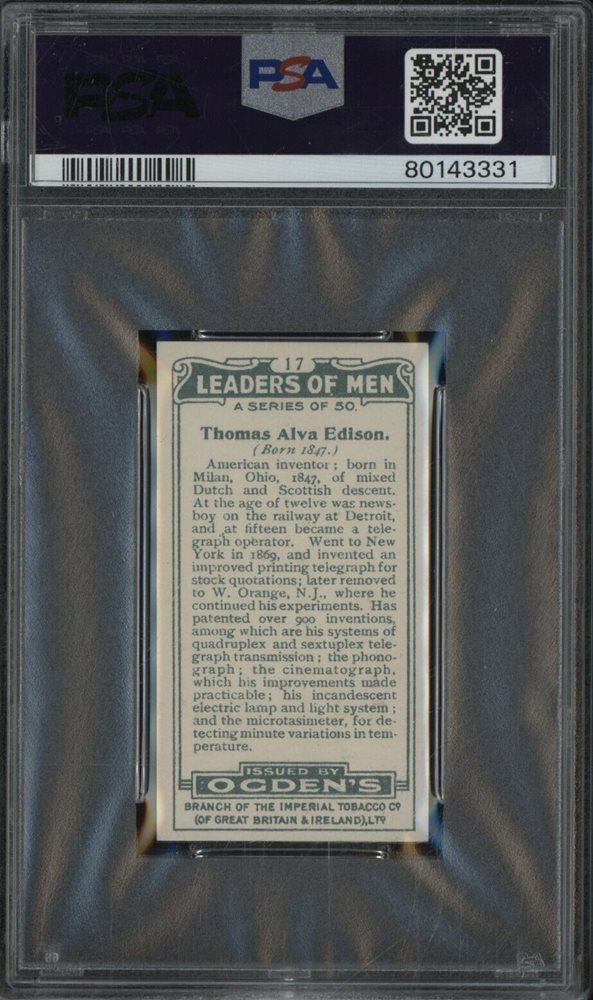 PSA
PSA
80143331
17
LEADERS OF MEN
A SERIES OF 50.
Thomas Alva Edison.
(Born 1847.)
American inventor; born in
Milan, Ohio, 1847, of mixed
Dutch and Scottish descent.
At the age of twelve was news-
boy on the railway at Detroit,
and at fifteen became a tele-
graph operator. Went to New
York in 1869, and invented an
improved printing telegraph for
stock quotations; later removed
to W. Orange, N.J., where he
continued his experiments. Has
patented over 900 inventions,
among which are his systems of
quadruplex and sextuplex tele-
graph transmission; the phono-
graph; the cinematograph,
which his improvements made
practicable; his incandescent
electric lamp and light system;
and the microtasimeter, for de-
tecting minute variations in tem-
perature.
ISSUED BY
OGDEN'S
BRANCH OF THE IMPERIAL TOBACCO Co
(OF GREAT BRITAIN & IRELAND), LTD